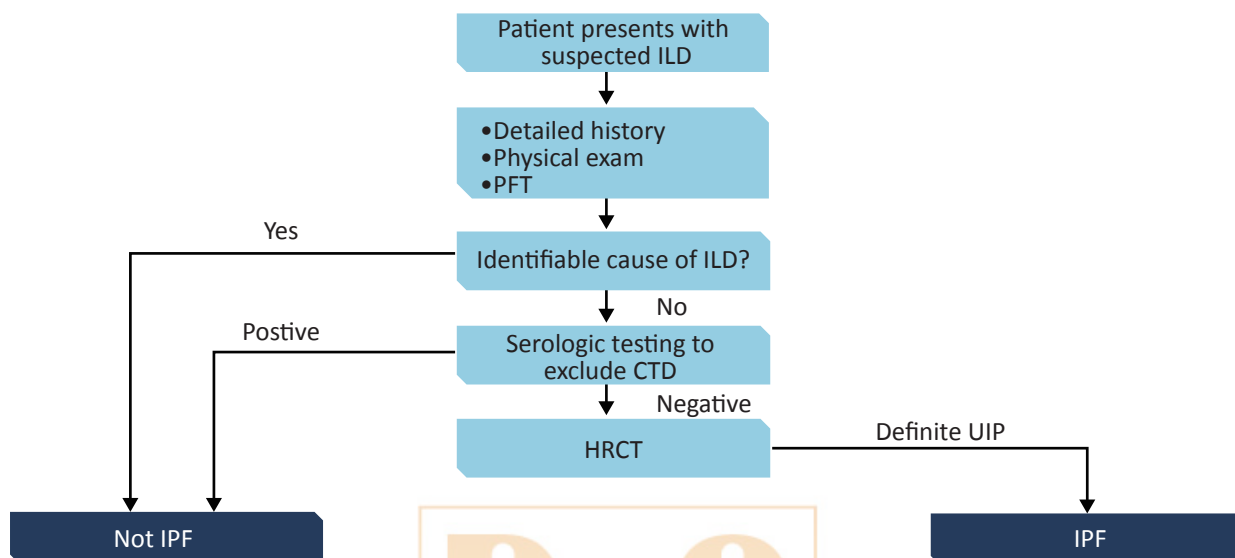 Patient presents with
suspected ILD
•Detailed history
•Physical exam
•PFT
Yes
Identifiable cause of ILD?
No
Postive
Serologic testing to
exclude CTD
Negative
HRCT
Definite UIP
Not IPF
IPF